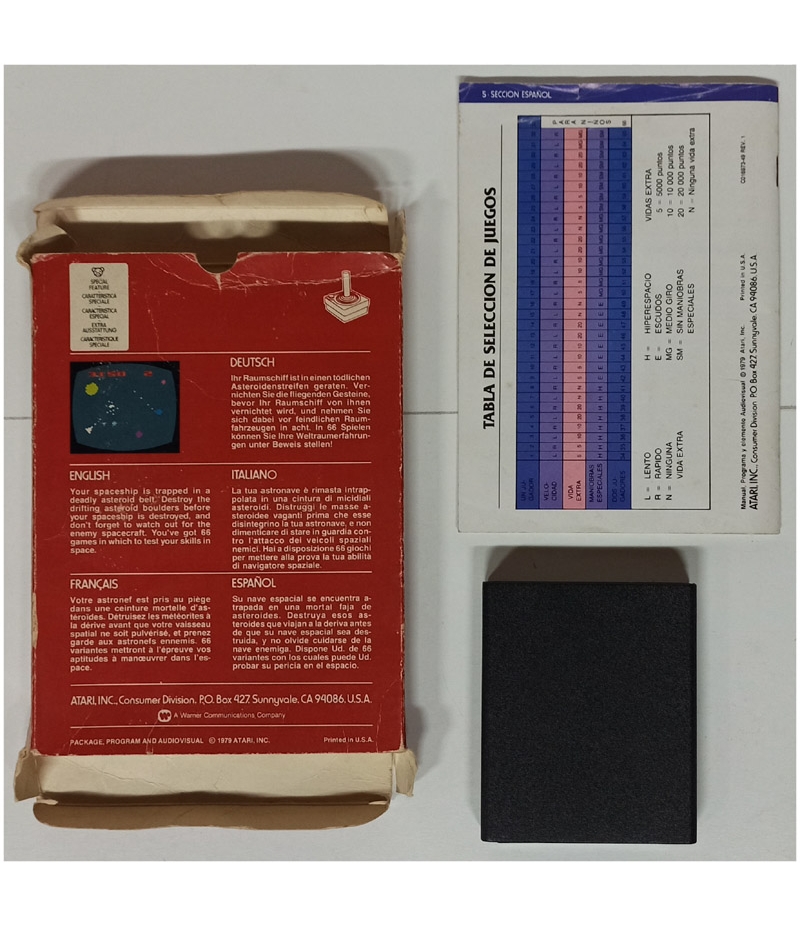 SPECIAL
FEATURE
CARATTERISTICA
SPECIALE
CARACTERISTICA
ESPECIAL
EXTRA
AUSSTATTUNG
CARACTERISTIQUE
SPECIALE
DEUTSCH
Ihr Raumschiff ist in einen tödlichen
Asteroidenstreifen geraten. Ver-
nichten Sie die fliegenden Gesteine,
bevor Ihr Raumschiff von ihnen
vernichtet wird, und nehmen Sie
sich dabei vor feindlichen Raum-
fahrzeugen in acht. In 66 Spielen
können Sie Ihre Weltraumerfahrun-
gen unter Beweis stellen!
ENGLISH
Your spaceship is trapped in a
deadly asteroid belt. Destroy the
drifting asteroid boulders before
your spaceship is destroyed, and
don't forget to watch out for the
enemy spacecraft. You've got 66
games in which to test your skills in
space.
ITALIANO
La tua astronave è rimasta intrap-
polata in una cintura di micidiali
asteroidi. Distruggi le masse a-
steroidee vaganti prima che esse
disintegrino la tua astronave, e non
dimenticare di stare in guardia con-
tro l'attacco dei veicoli spaziali
nemici. Hai a disposizione 66 giochi
per mettere alla prova la tua abilità
di navigatore spaziale.
FRANÇAIS
Votre astronef est pris au piège
dans une ceinture mortelle d'as-
téroïdes. Détruisez les météorites à
la dérive avant que votre vaisseau
spatial ne soit pulvérisé, et prenez
garde aux astronefs ennemis. 66
variantes mettront à l'épreuve vos
aptitudes à manœuvrer dans l'es-
pace.
ESPAÑOL
Su nave espacial se encuentra a-
trapada en una mortal faja de
asteroides. Destruya esos as-
teroides que viajan a la deriva antes
de que su nave espacial sea des-
truida, y no olvide cuidarse de la
nave enemiga. Dispone Ud. de 66
variantes con los cuales puede Ud.
probar su pericia en el espacio.
ATARI, INC., Consumer Division, P.O. Box 427, Sunnyvale, CA 94086, U.S.A.
A Warner Communications Company
PACKAGE, PROGRAM AND AUDIOVISUAL © 1979 ATARI, INC.
Printed in U.S.A.
5 - SECCION ESPAÑOL
TABLA DE SELECCION DE JUEGOS
PARA NIÑOS
UN JU-
GADOR
VELO-
CIDAD
VIDA
EXTRA
MANIOBRAS
ESPECIALES
DOS JU-
GADORES
L = LENTO
R = RAPIDO
N = NINGUNA
VIDA EXTRA
H = HIPERESPACIO
E = ESCUDOS
MG = MEDIO GIRO
SM = SIN MANIOBRAS
ESPECIALES
VIDAS EXTRA
5 = 5000 puntos
10 = 10 000 puntos
20 = 20 000 puntos
N = Ninguna vida extra
Manual, Programa y elemento Audiovisual © 1979 Atari, Inc.
Printed in U.S.A.
ATARI, INC., Consumer Division, P.O. Box 427, Sunnyvale, CA 94086, U.S.A.